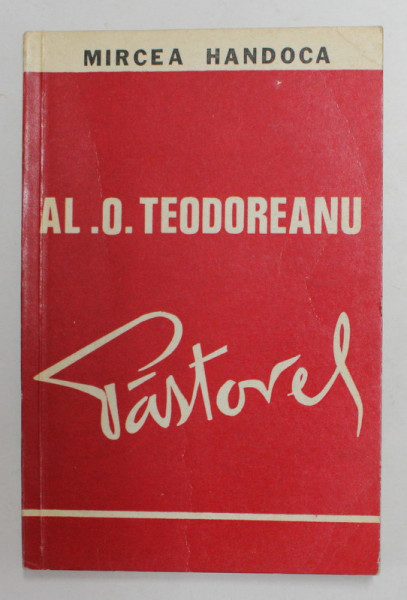 MIRCEA HANDOCA
AL .O. TEODOREANU
Păstorel